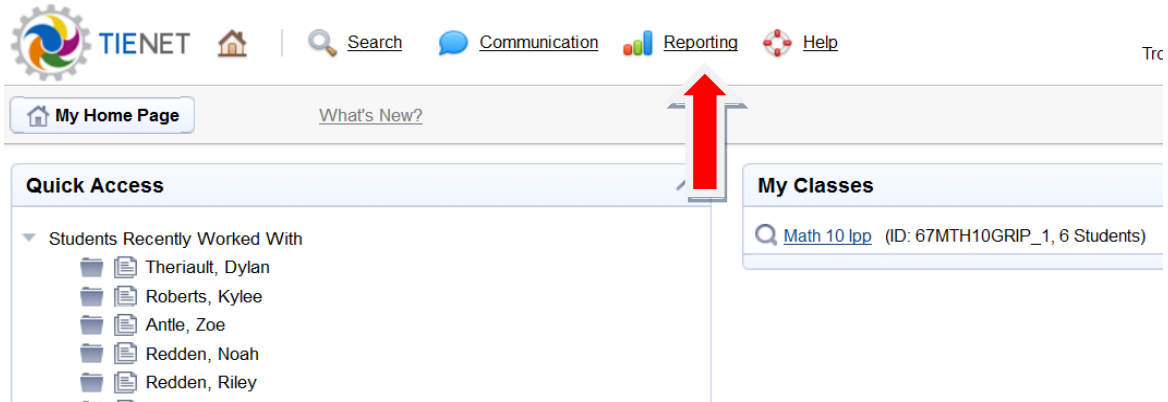 TIENET Search Communication Reporting Help
My Home Page What's New?
Quick Access
Students Recently Worked With
Theriault, Dylan
Roberts, Kylee
Antle, Zoe
Redden, Noah
Redden, Riley
My Classes
Math 10 Ipp (ID: 67MTH10GRIP_1, 6 Students)